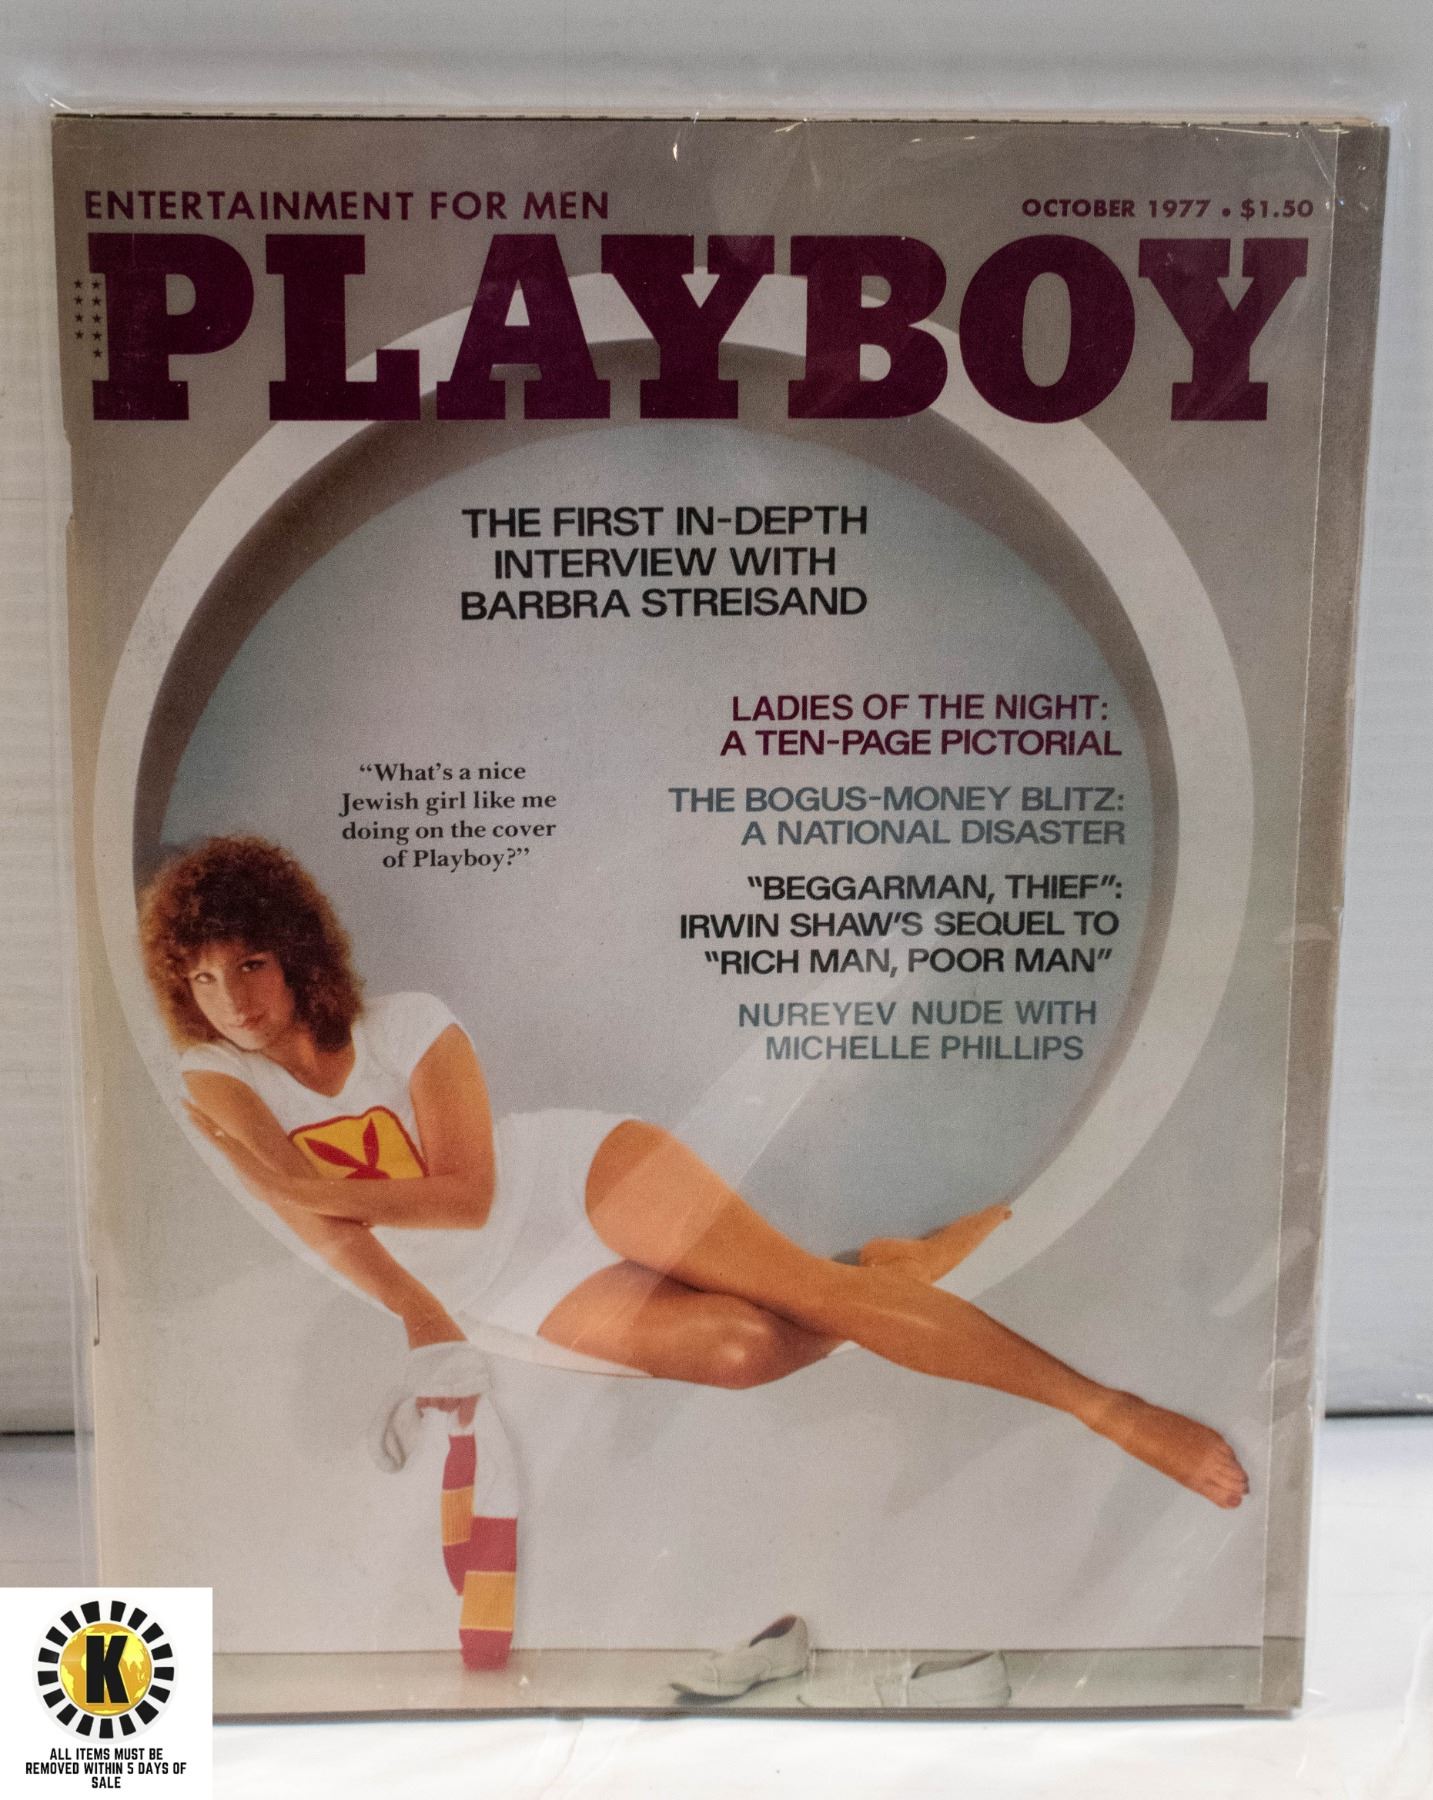 ENTERTAINMENT FOR MEN
OCTOBER 1977 • $1.50
PLAYBOY
THE FIRST IN-DEPTH
INTERVIEW WITH
BARBRA STREISAND
LADIES OF THE NIGHT:
A TEN-PAGE PICTORIAL
"What's a nice
Jewish girl like me
doing on the cover
of Playboy?"
THE BOGUS-MONEY BLITZ:
A NATIONAL DISASTER
"BEGGARMAN, THIEF":
IRWIN SHAW'S SEQUEL TO
"RICH MAN, POOR MAN"
NUREYEV NUDE WITH
MICHELLE PHILLIPS
K
ALL ITEMS MUST BE
REMOVED WITHIN 5 DAYS OF
SALE